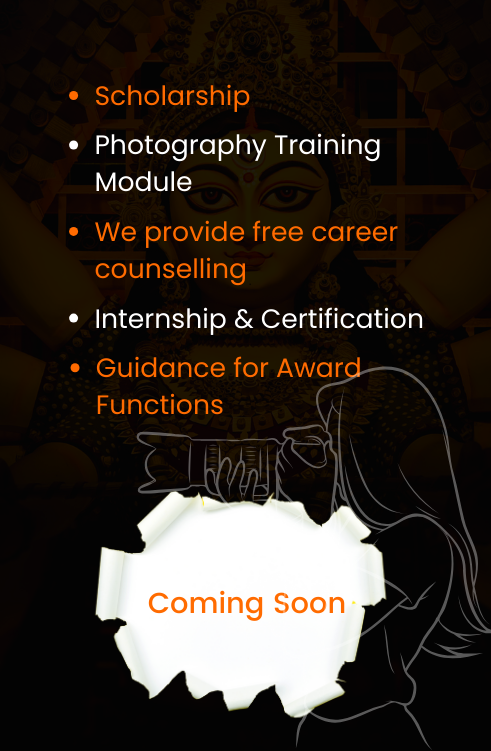 Scholarship
Photography Training
Module
We provide free career
counselling
Internship & Certification
Guidance for Award
Functions
Coming Soon